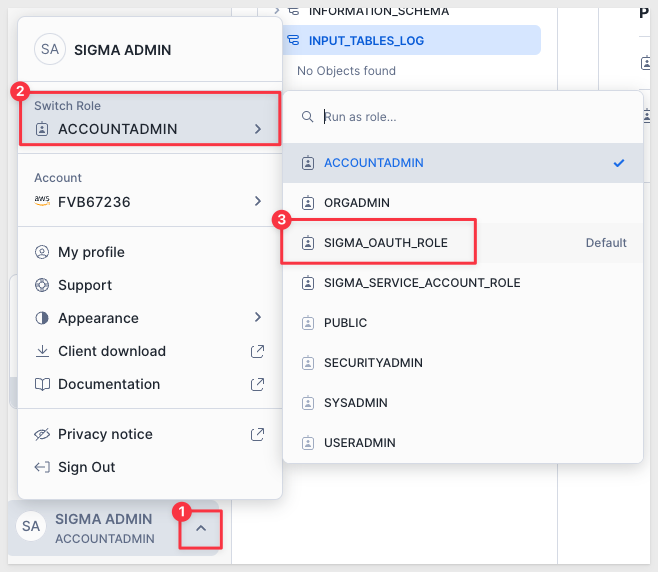 SA
SIGMA ADMIN
2
Switch Role
ACCOUNTADMIN
Account
aws
FVB67236
My profile
Support
Appearance
Client download
Documentation
Privacy notice
Sign Out
1
SA
SIGMA ADMIN
ACCOUNTADMIN
INFORMATION_SCHEMA
INPUT_TABLES_LOG
No Objects found
P
Run as role...
ACCOUNTADMIN
ORGADMIN
3
SIGMA_OAUTH_ROLE
Default
SIGMA_SERVICE_ACCOUNT_ROLE
PUBLIC
SECURITYADMIN
SYSADMIN
USERADMIN